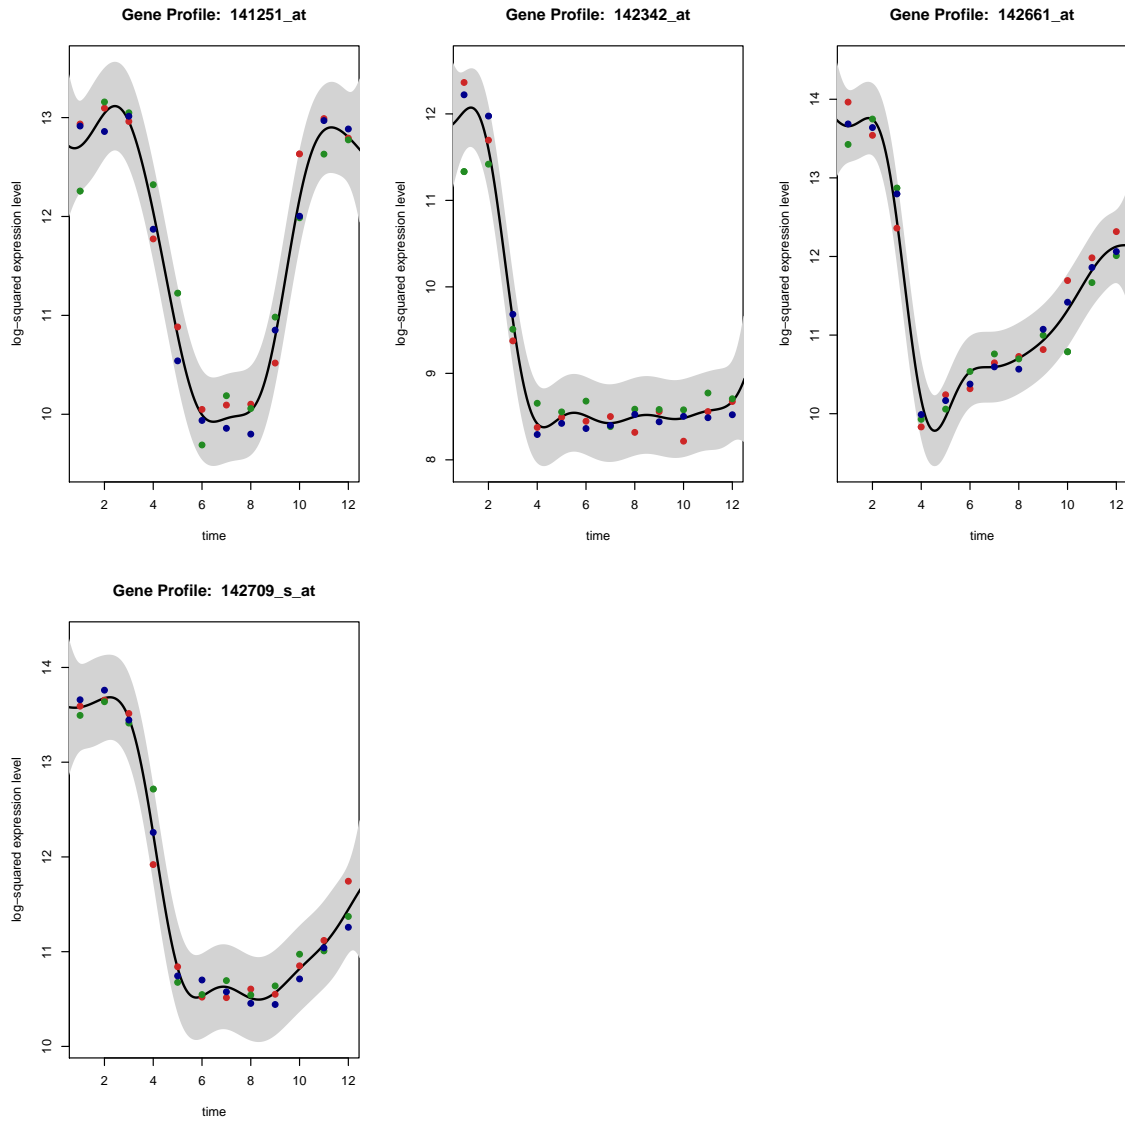 Gene Profile:  141251_at
log−squared expression level
13
12
11
10
2 4 6 8 10 12
time
Gene Profile:  142342_at
log−squared expression level
12
11
10
9
8
2 4 6 8 10 12
time
Gene Profile:  142661_at
log−squared expression level
14
13
12
11
10
2 4 6 8 10 12
time
Gene Profile:  142709_s_at
log−squared expression level
14
13
12
11
10
2 4 6 8 10 12
time